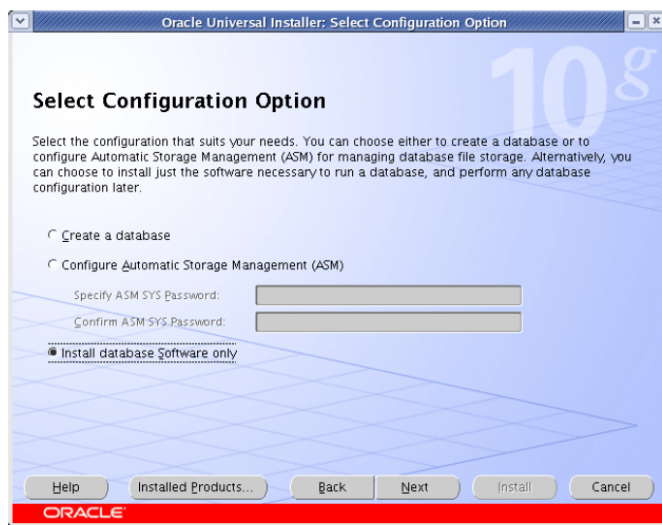 Oracle Universal Installer: Select Configuration Option
10g
Select Configuration Option
Select the configuration that suits your needs. You can choose either to create a database or to
configure Automatic Storage Management (ASM) for managing database file storage. Alternatively, you
can choose to install just the software necessary to run a database, and perform any database
configuration later.
Create a database
Configure Automatic Storage Management (ASM)
Specify ASM SYS Password:
Confirm ASM SYS Password:
Install database Software only
Help
Installed Products...
Back
Next
Install
Cancel
ORACLE